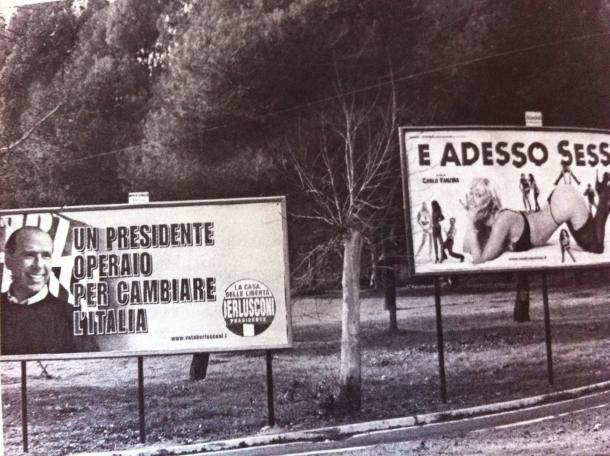 UN PRESIDENTE
OPERAIO
PER CAMBIARE
L'ITALIA
LA CASA
DELLE LIBERTÀ
BERLUSCONI
PRESIDENTE
www.votaberlusconi.it
E ADESSO SESS
CARLO VANZINA